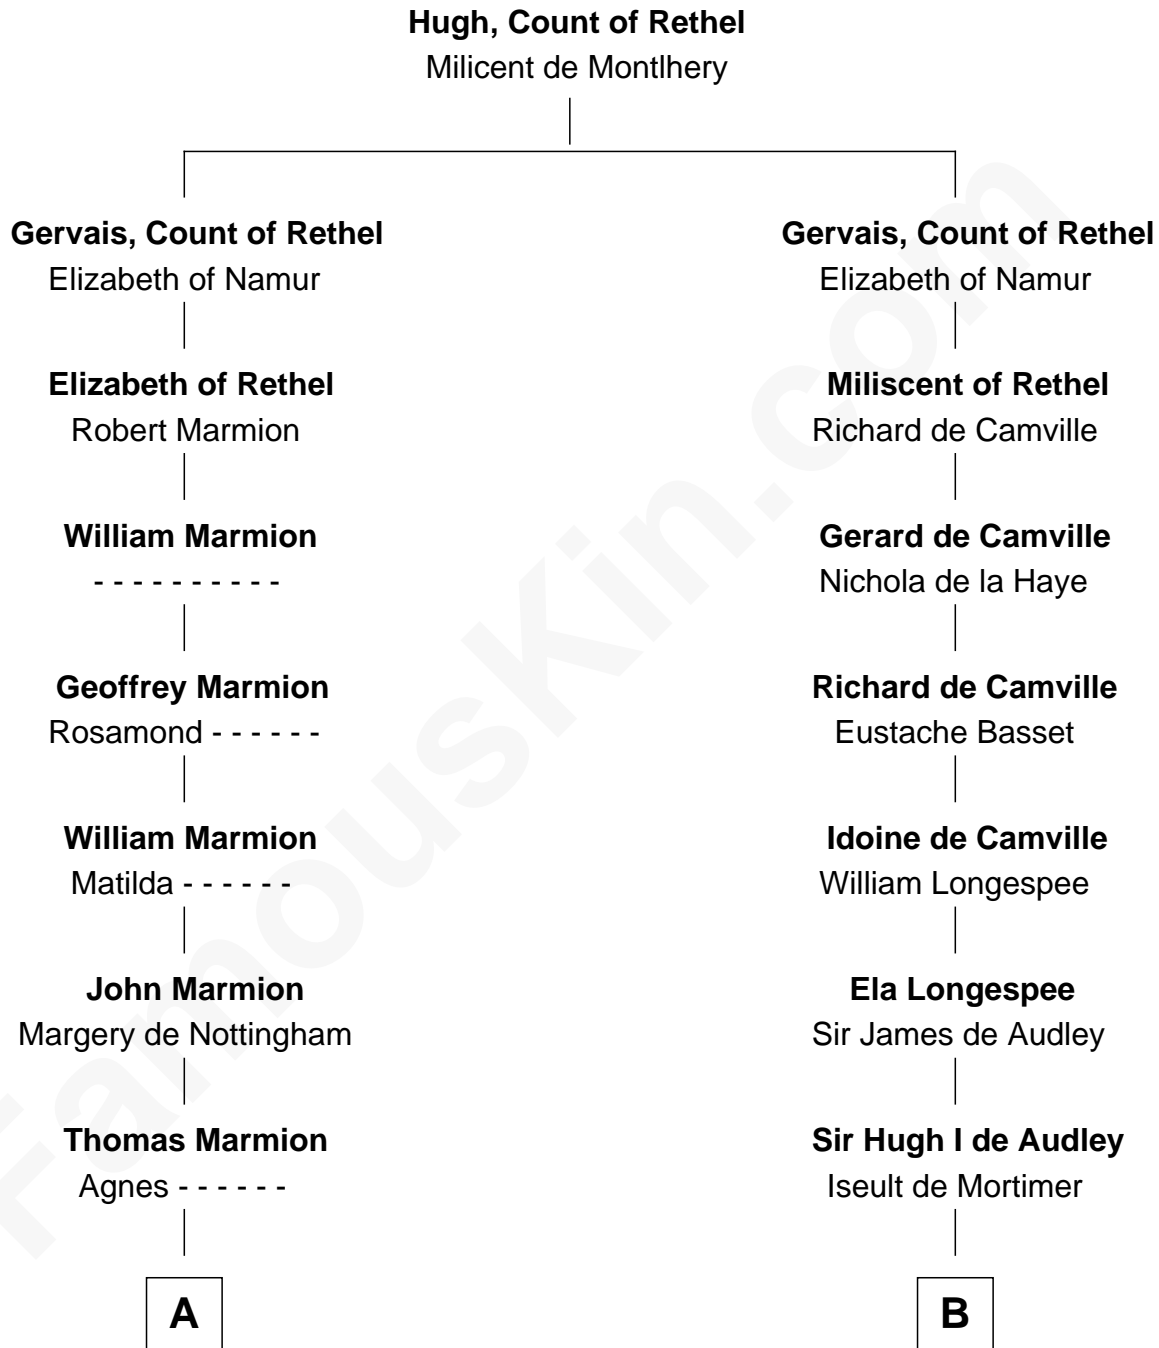 Hugh, Count of Rethel
Milicent de Montlhery
Gervais, Count of Rethel
Elizabeth of Namur
Elizabeth of Rethel
Robert Marmion
William Marmion
- - - - - - - - - -
Geoffrey Marmion
Rosamond - - - - - -
William Marmion
Matilda - - - - - -
John Marmion
Margery de Nottingham
Thomas Marmion
Agnes - - - - - -
A
Gervais, Count of Rethel
Elizabeth of Namur
Miliscent of Rethel
Richard de Camville
Gerard de Camville
Nichola de la Haye
Richard de Camville
Eustache Basset
Idoine de Camville
William Longespee
Ela Longespee
Sir James de Audley
Sir Hugh I de Audley
Iseult de Mortimer
B
FamousKin.com